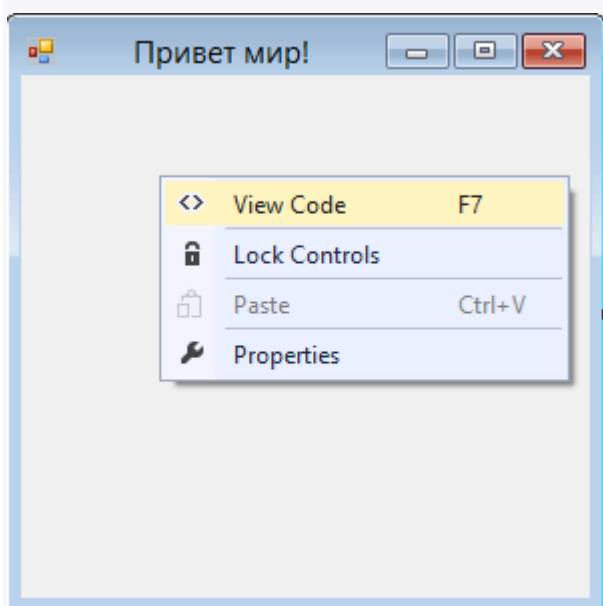 Привет мир!
View Code F7
Lock Controls
Paste Ctrl+V
Properties